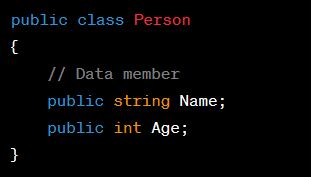 public class Person
{
    // Data member
    public string Name;
    public int Age;
}